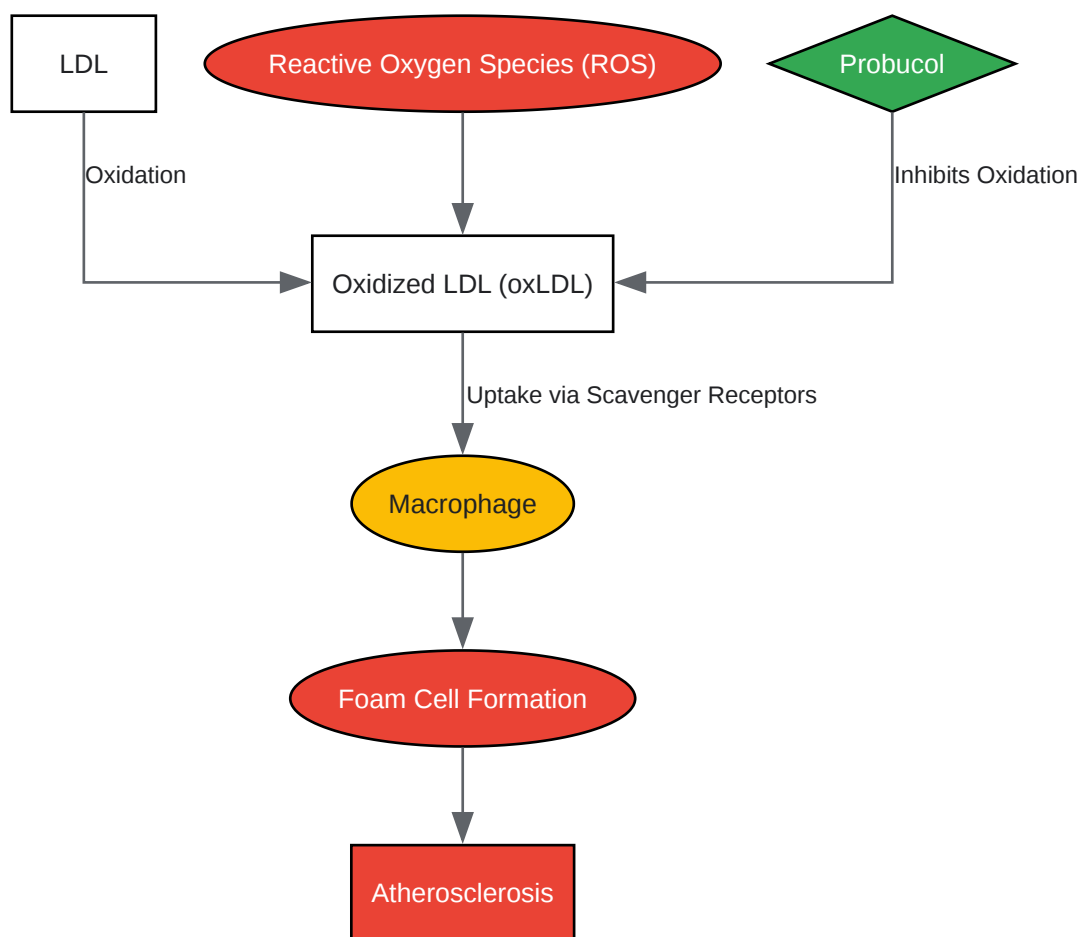 LDL
Reactive Oxygen Species (ROS)
Probucol
Oxidation
Inhibits Oxidation
Oxidized LDL (oxLDL)
Uptake via Scavenger Receptors
Macrophage
Foam Cell Formation
Atherosclerosis